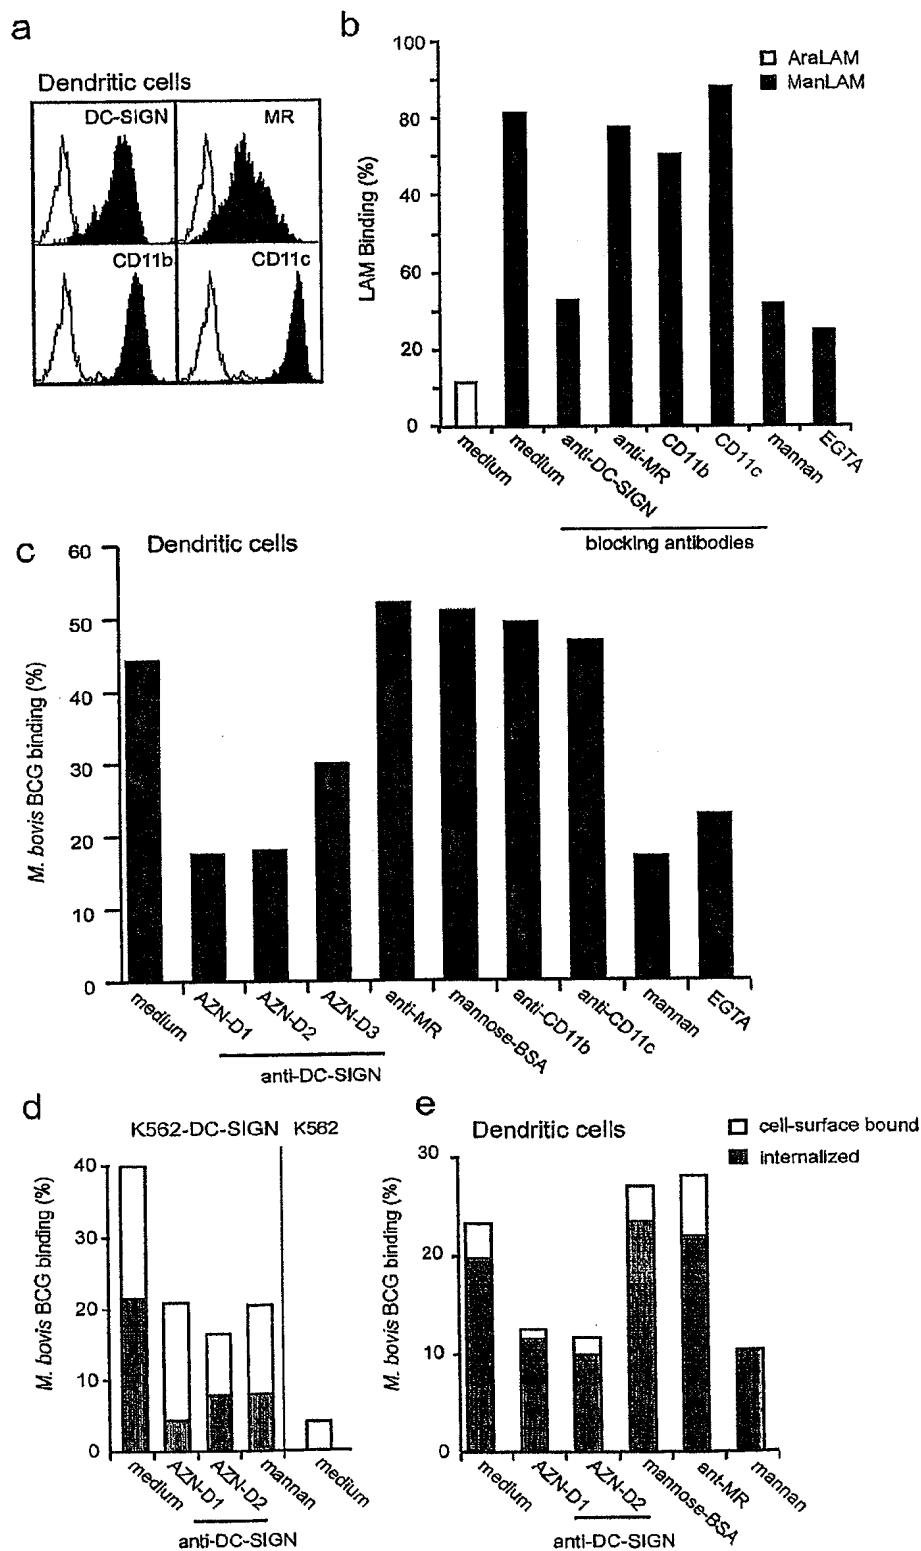 a
Dendritic cells
DC-SIGN
MR
CD11b
CD11c
b
100
80
40
60
20
0
LAM Binding (%)
AraLAM
ManLAM
medium
medium
anti-DC-SIGN
anti-MR
CD11b
CD11c
mannan
EGTA
blocking antibodies
c
Dendritic cells
60
50
40
30
20
10
0
M. bovis BCG binding (%)
medium
AZN-D1
AZN-D2
AZN-D3
anti-MR
mannose-BSA
anti-CD11b
anti-CD11c
mannan
EGTA
anti-DC-SIGN
d
K562-DC-SIGN
K562
40
30
20
10
0
M. bovis BCG binding (%)
medium
AZN-D1
AZN-D2
mannan
medium
anti-DC-SIGN
e
Dendritic cells
cell-surface bound
internalized
30
20
10
0
M. bovis BCG binding (%)
medium
AZN-D1
AZN-D2
mannose-BSA
ant-MR
mannan
anti-DC-SIGN